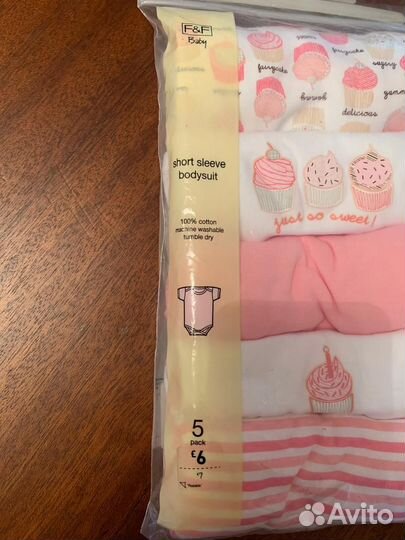 F&F
Baby
short sleeve
bodysuit
100% cotton
machine washable
tumble dry
5
pack
£6
€7
fairycake
sugary
yummy
delicious
just so sweet!
Avito